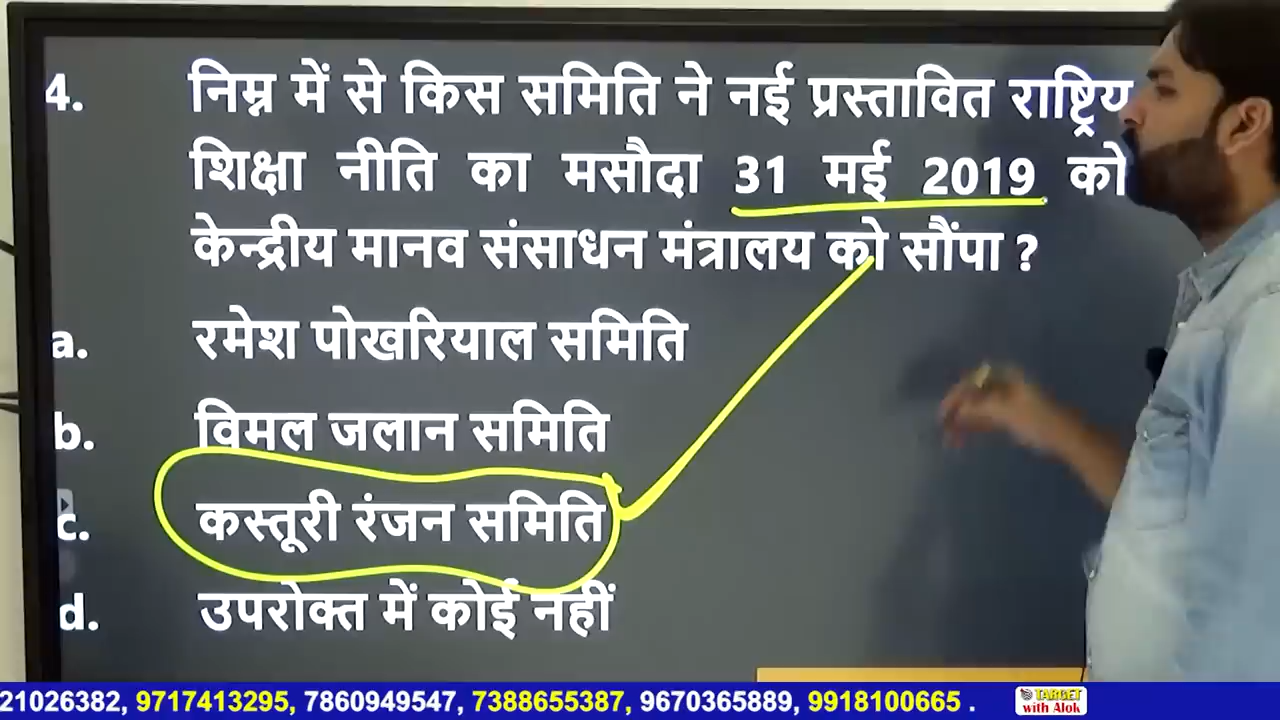 4. निम्न में से किस समिति ने नई प्रस्तावित राष्ट्रिय
शिक्षा नीति का मसौदा 31 मई 2019 को
केन्द्रीय मानव संसाधन मंत्रालय को सौंपा ?
a. रमेश पोखरियाल समिति
b. विमल जलान समिति
c. कस्तूरी रंजन समिति
d. उपरोक्त में कोई नहीं
21026382, 9717413295, 7860949547, 7388655387, 9670365889, 9918100665 .
TARGET
with Alok